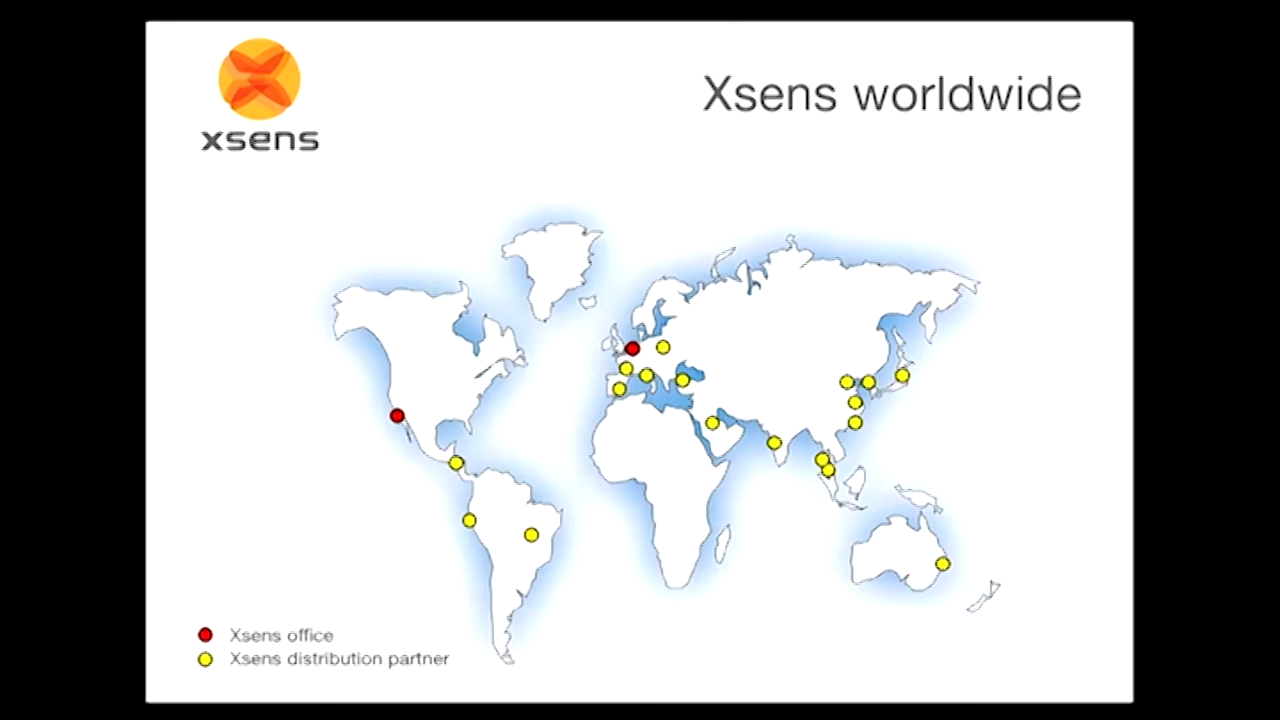 xsens
Xsens worldwide
Xsens office
Xsens distribution partner